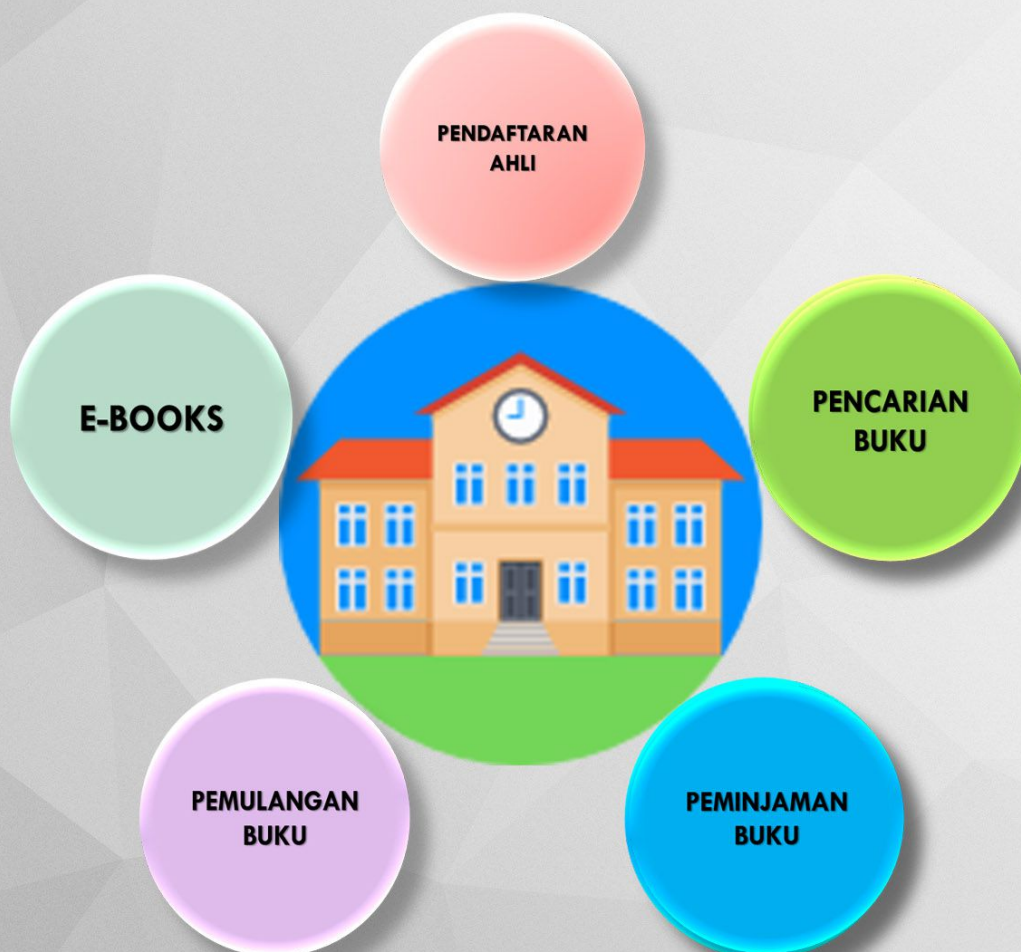 PENDAFTARAN
AHLI
E-BOOKS
PENCARIAN
BUKU
PEMULANGAN
BUKU
PEMINJAMAN
BUKU